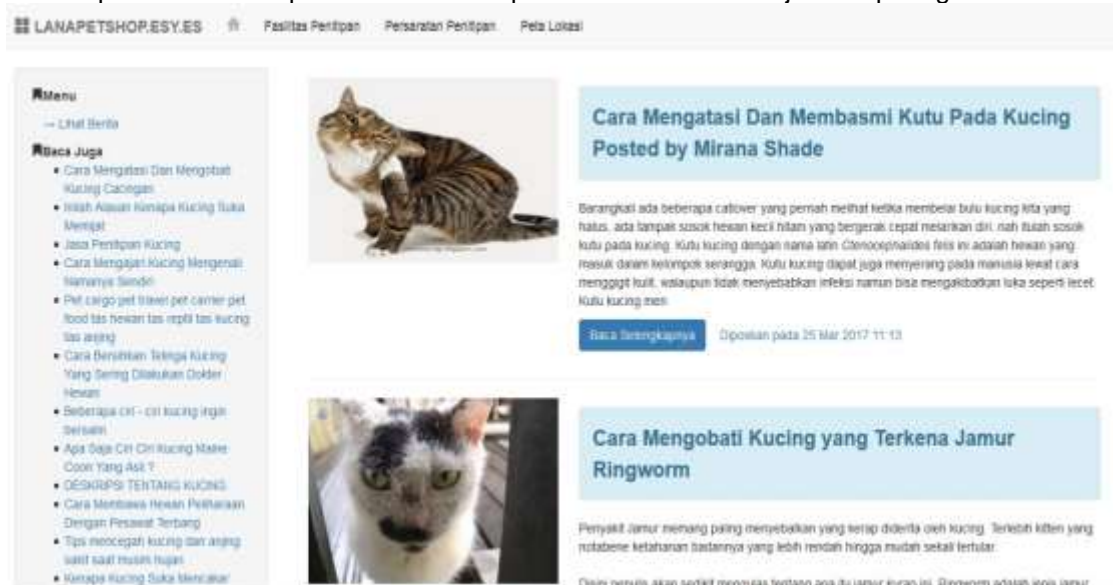 LANAPETSHOP.ESY.ES Fasilitas Penitipan Persaratan Penitipan Peta Lokasi
Menu
→ Lihat Berita
Baca Juga
Cara Mengatasi Dan Mengobati
Kucing Cacingan
Inilah Alasan Kenapa Kucing Suka
Memijat
Jasa Penitipan Kucing
Cara Mengajari Kucing Mengenali
Namanya Sendiri
Pet cargo pet travel pet carrier pet
food tas hewan tas reptil tas kucing
tas anjing
Cara Bersihkan Telinga Kucing
Yang Sering Dilakukan Dokter
Hewan
Beberapa ciri - ciri kucing ingin
bersalin
Apa Saja Ciri Ciri Kucing Maine
Coon Yang Asli ?
DESKRIPSI TENTANG KUCING
Cara Membawa Hewan Peliharaan
Dengan Pesawat Terbang
Tips mencegah kucing dan anjing
sakit saat musim hujan
Kenapa Kucing Suka Mencakar
Cara Mengatasi Dan Membasmi Kutu Pada Kucing
Posted by Mirana Shade
Barangkali ada beberapa catlover yang pernah melihat ketika membelai bulu kucing kita yang
halus, ada tampak sosok hewan kecil hitam yang bergerak cepat melarikan diri, nah itulah sosok
kutu pada kucing. Kutu kucing dengan nama latin Ctenocephalides felis ini adalah hewan yang
masuk dalam kelompok serangga. Kutu kucing dapat juga menyerang pada manusia lewat cara
menggigit kulit, walaupun tidak menyebabkan infeksi namun bisa mengakibatkan luka seperti lecet.
Kutu kucing men
Baca Selengkapnya Diposkan pada 25 Mar 2017 11:13
Cara Mengobati Kucing yang Terkena Jamur
Ringworm
Penyakit Jamur memang paling menyebalkan yang kerap diderita oleh kucing. Terlebih kitten yang
notabene ketahanan badannya yang lebih rendah hingga mudah sekali tertular.